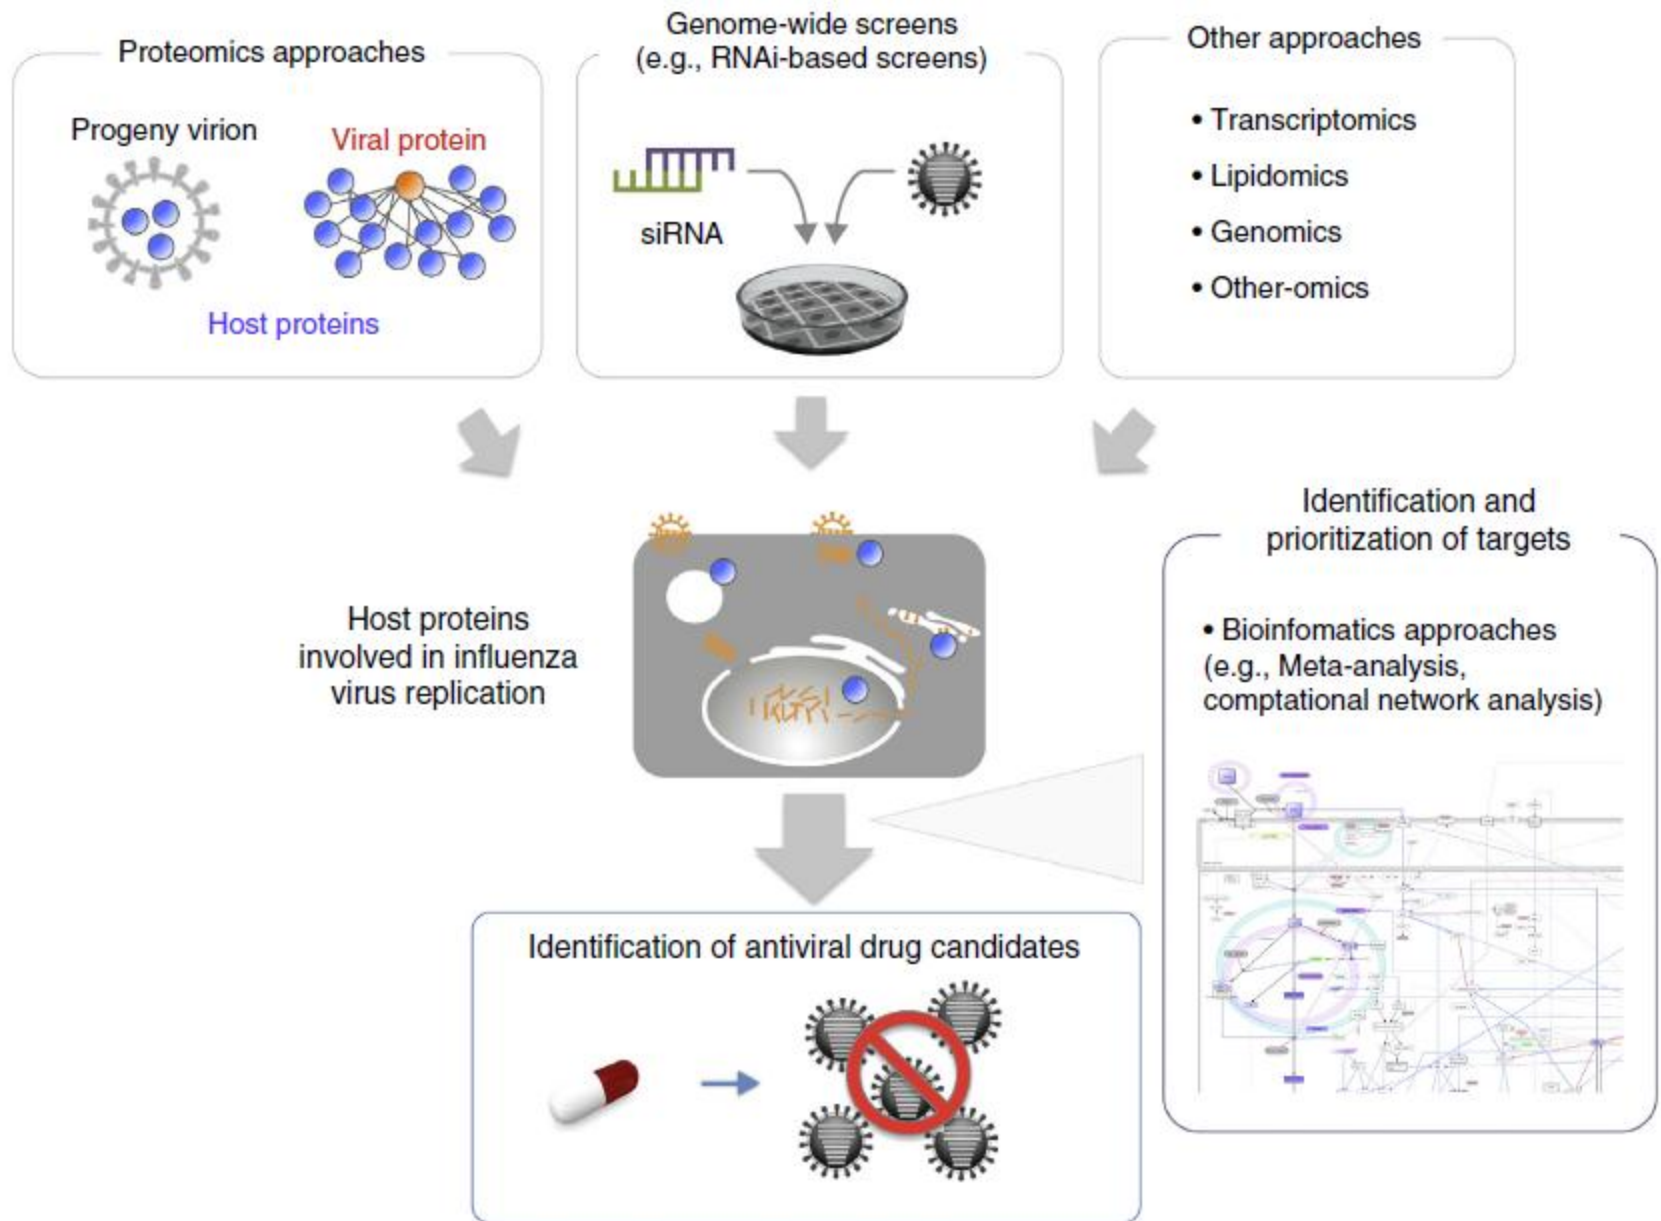 Proteomics approaches
Progeny virion
Viral protein
Host proteins
Genome-wide screens
(e.g., RNAi-based screens)
siRNA
Other approaches
• Transcriptomics
• Lipidomics
• Genomics
• Other-omics
Host proteins
involved in influenza
virus replication
Identification and
prioritization of targets
• Bioinfomatics approaches
(e.g., Meta-analysis,
comptational network analysis)
Identification of antiviral drug candidates